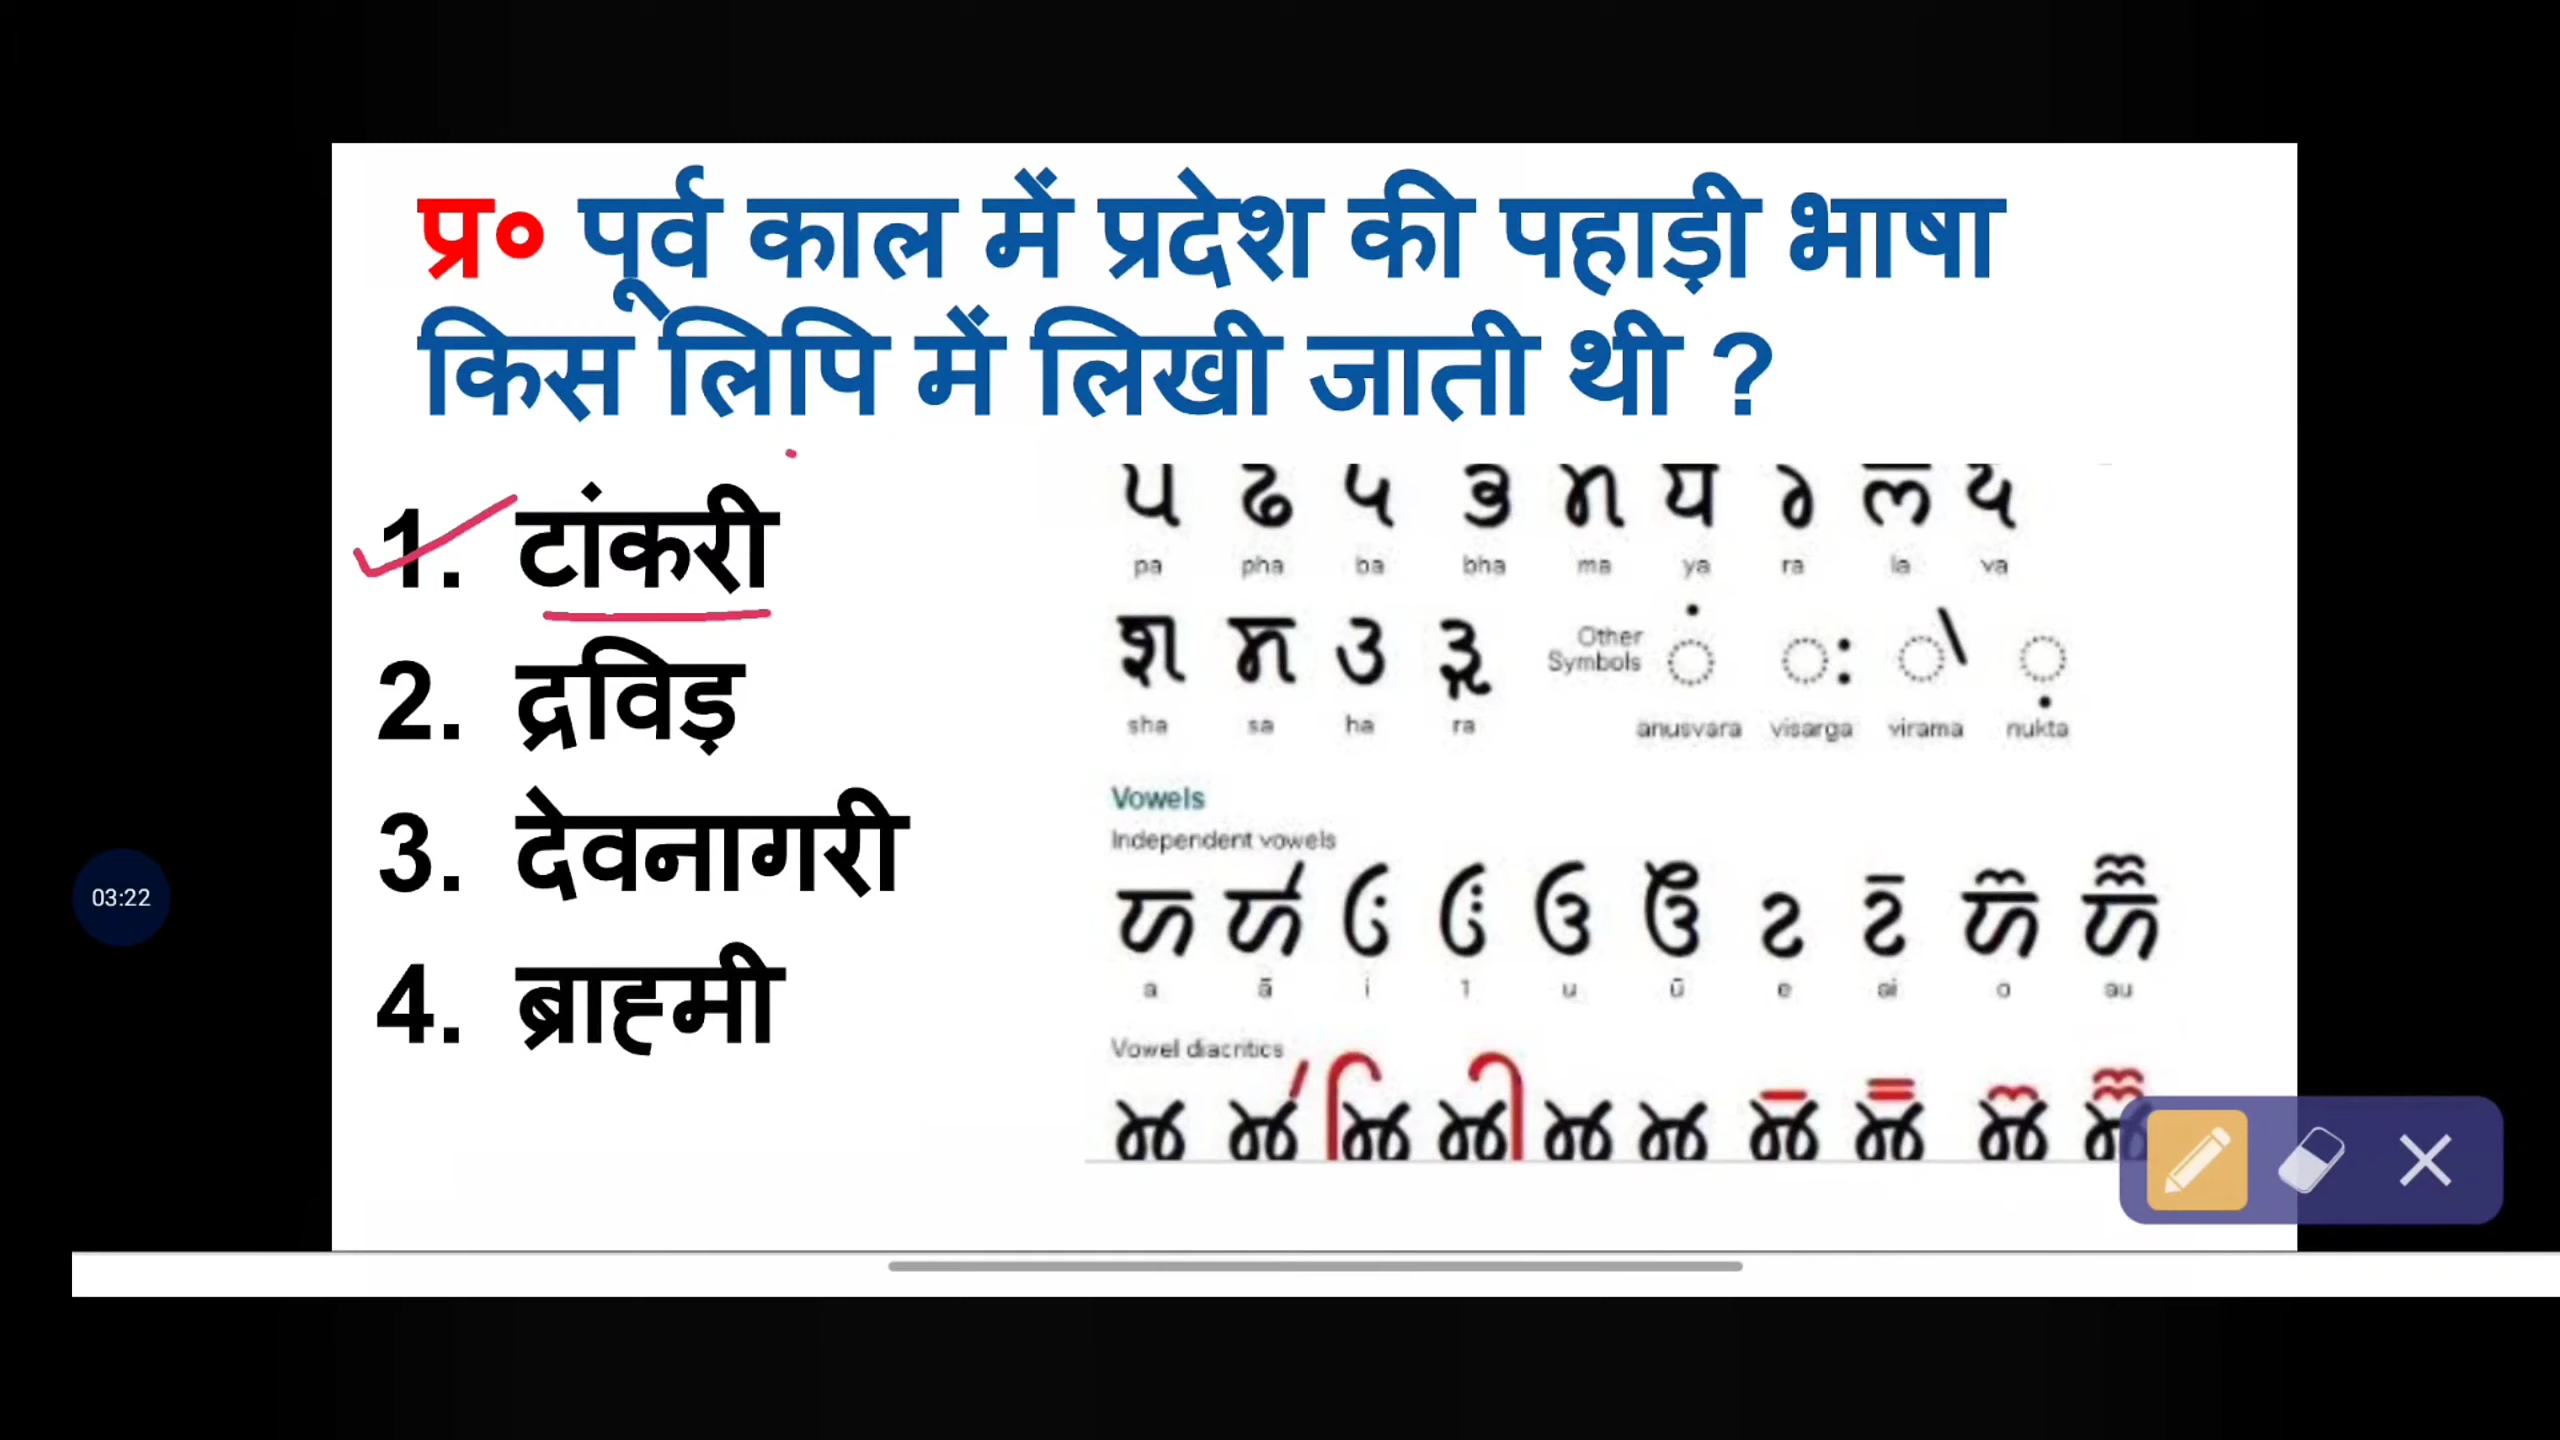 प्र० पूर्व काल में प्रदेश की पहाड़ी भाषा
किस लिपि में लिखी जाती थी ?
1. टांकरी
2. द्रविड़
3. देवनागरी
4. ब्राह्मी
pa pha ba bha ma ya ra la va
Other
Symbols
sha sa ha ra anusvara visarga virama nukta
Vowels
Independent vowels
a ā i ī u ū e ai o au
Vowel diacritics
03:22